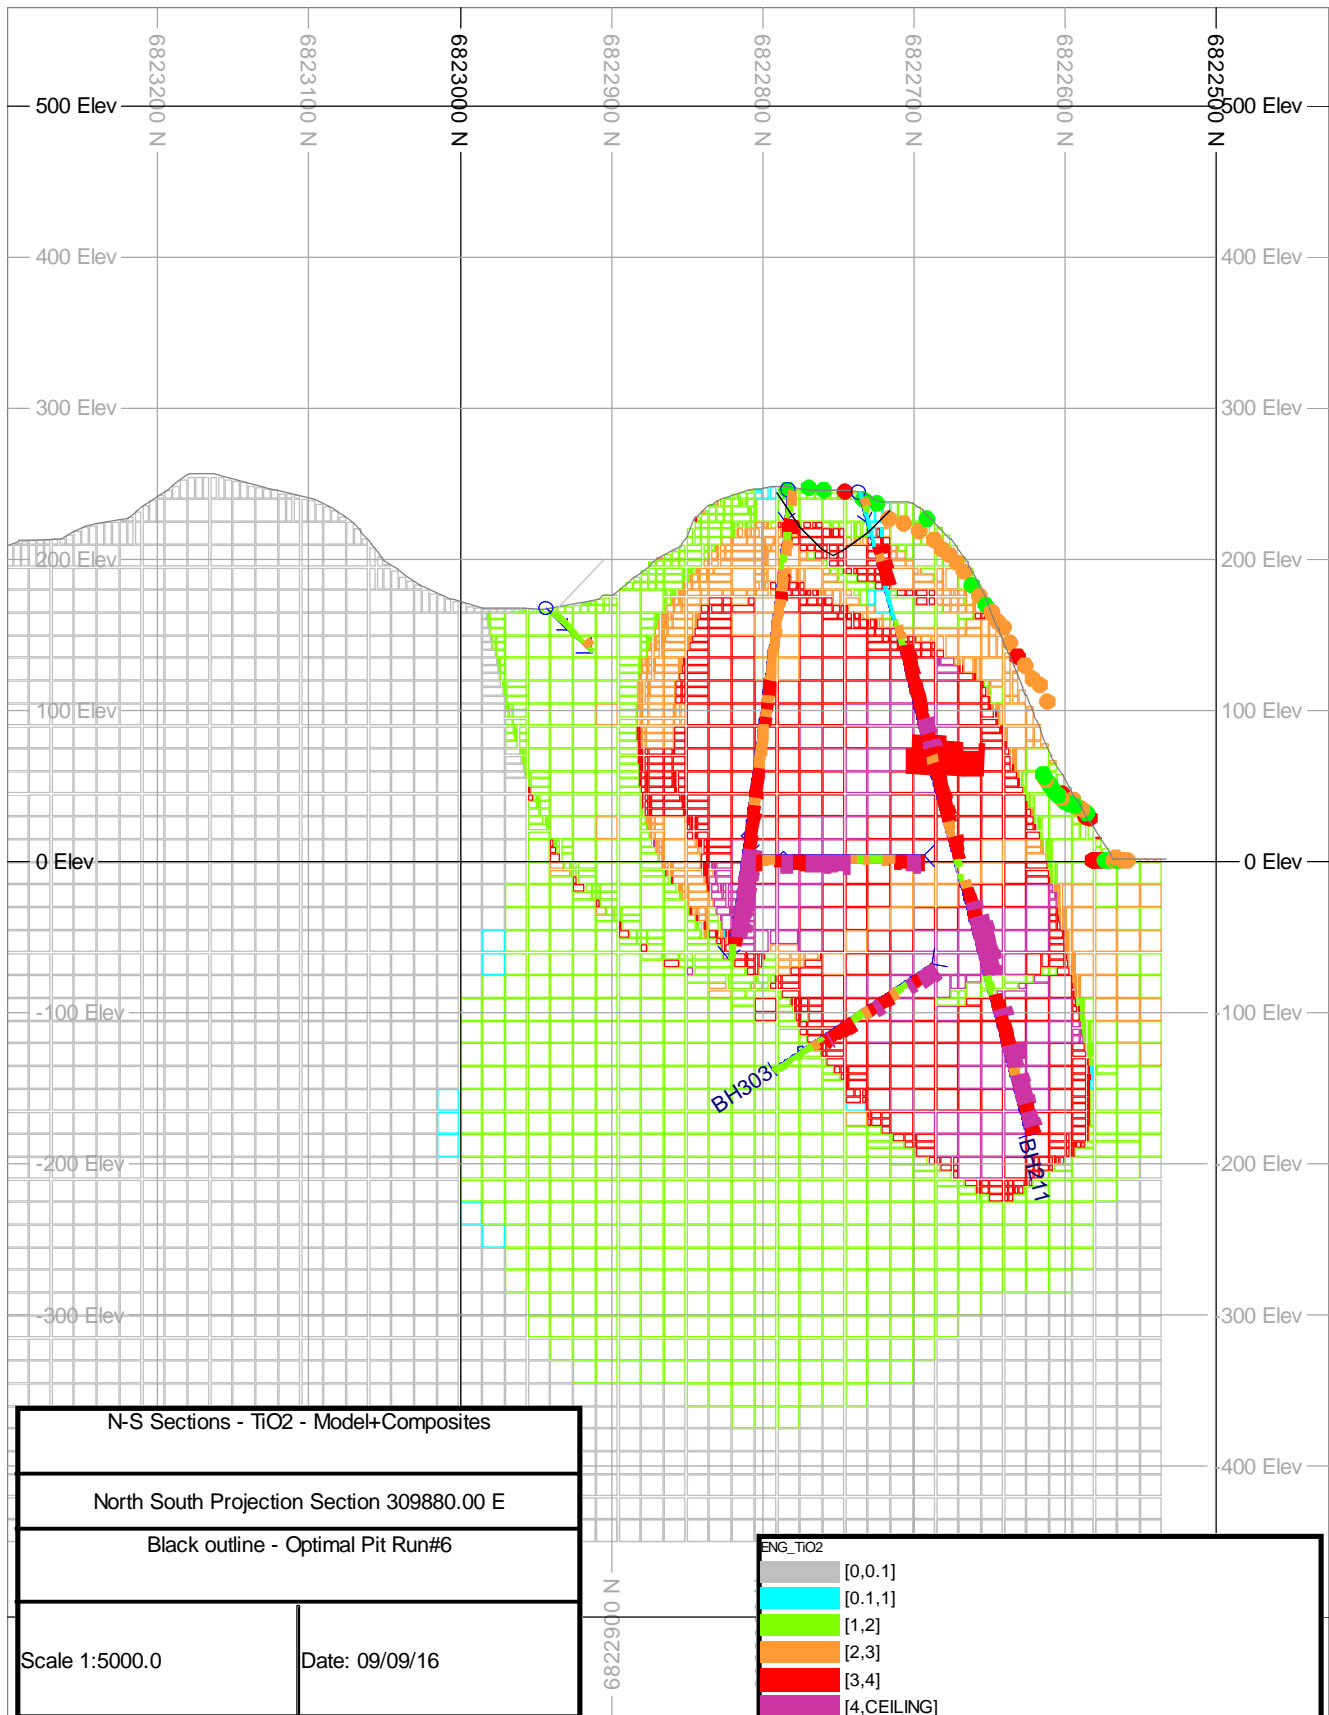 6823200 N
6823100 N
6823000 N
6822900 N
6822800 N
6822700 N
6822600 N
6822500 N
500 Elev
500 Elev
400 Elev
400 Elev
300 Elev
300 Elev
200 Elev
200 Elev
100 Elev
100 Elev
0 Elev
0 Elev
-100 Elev
-100 Elev
BH303
BH211
-200 Elev
-200 Elev
-300 Elev
-300 Elev
-400 Elev
N-S Sections - TiO2 - Model+Composites
North South Projection Section 309880.00 E
Black outline - Optimal Pit Run#6
Scale 1:5000.0
Date: 09/09/16
6822900 N
ENG_TiO2
[0,0.1]
[0.1,1]
[1,2]
[2,3]
[3,4]
[4,CEILING]